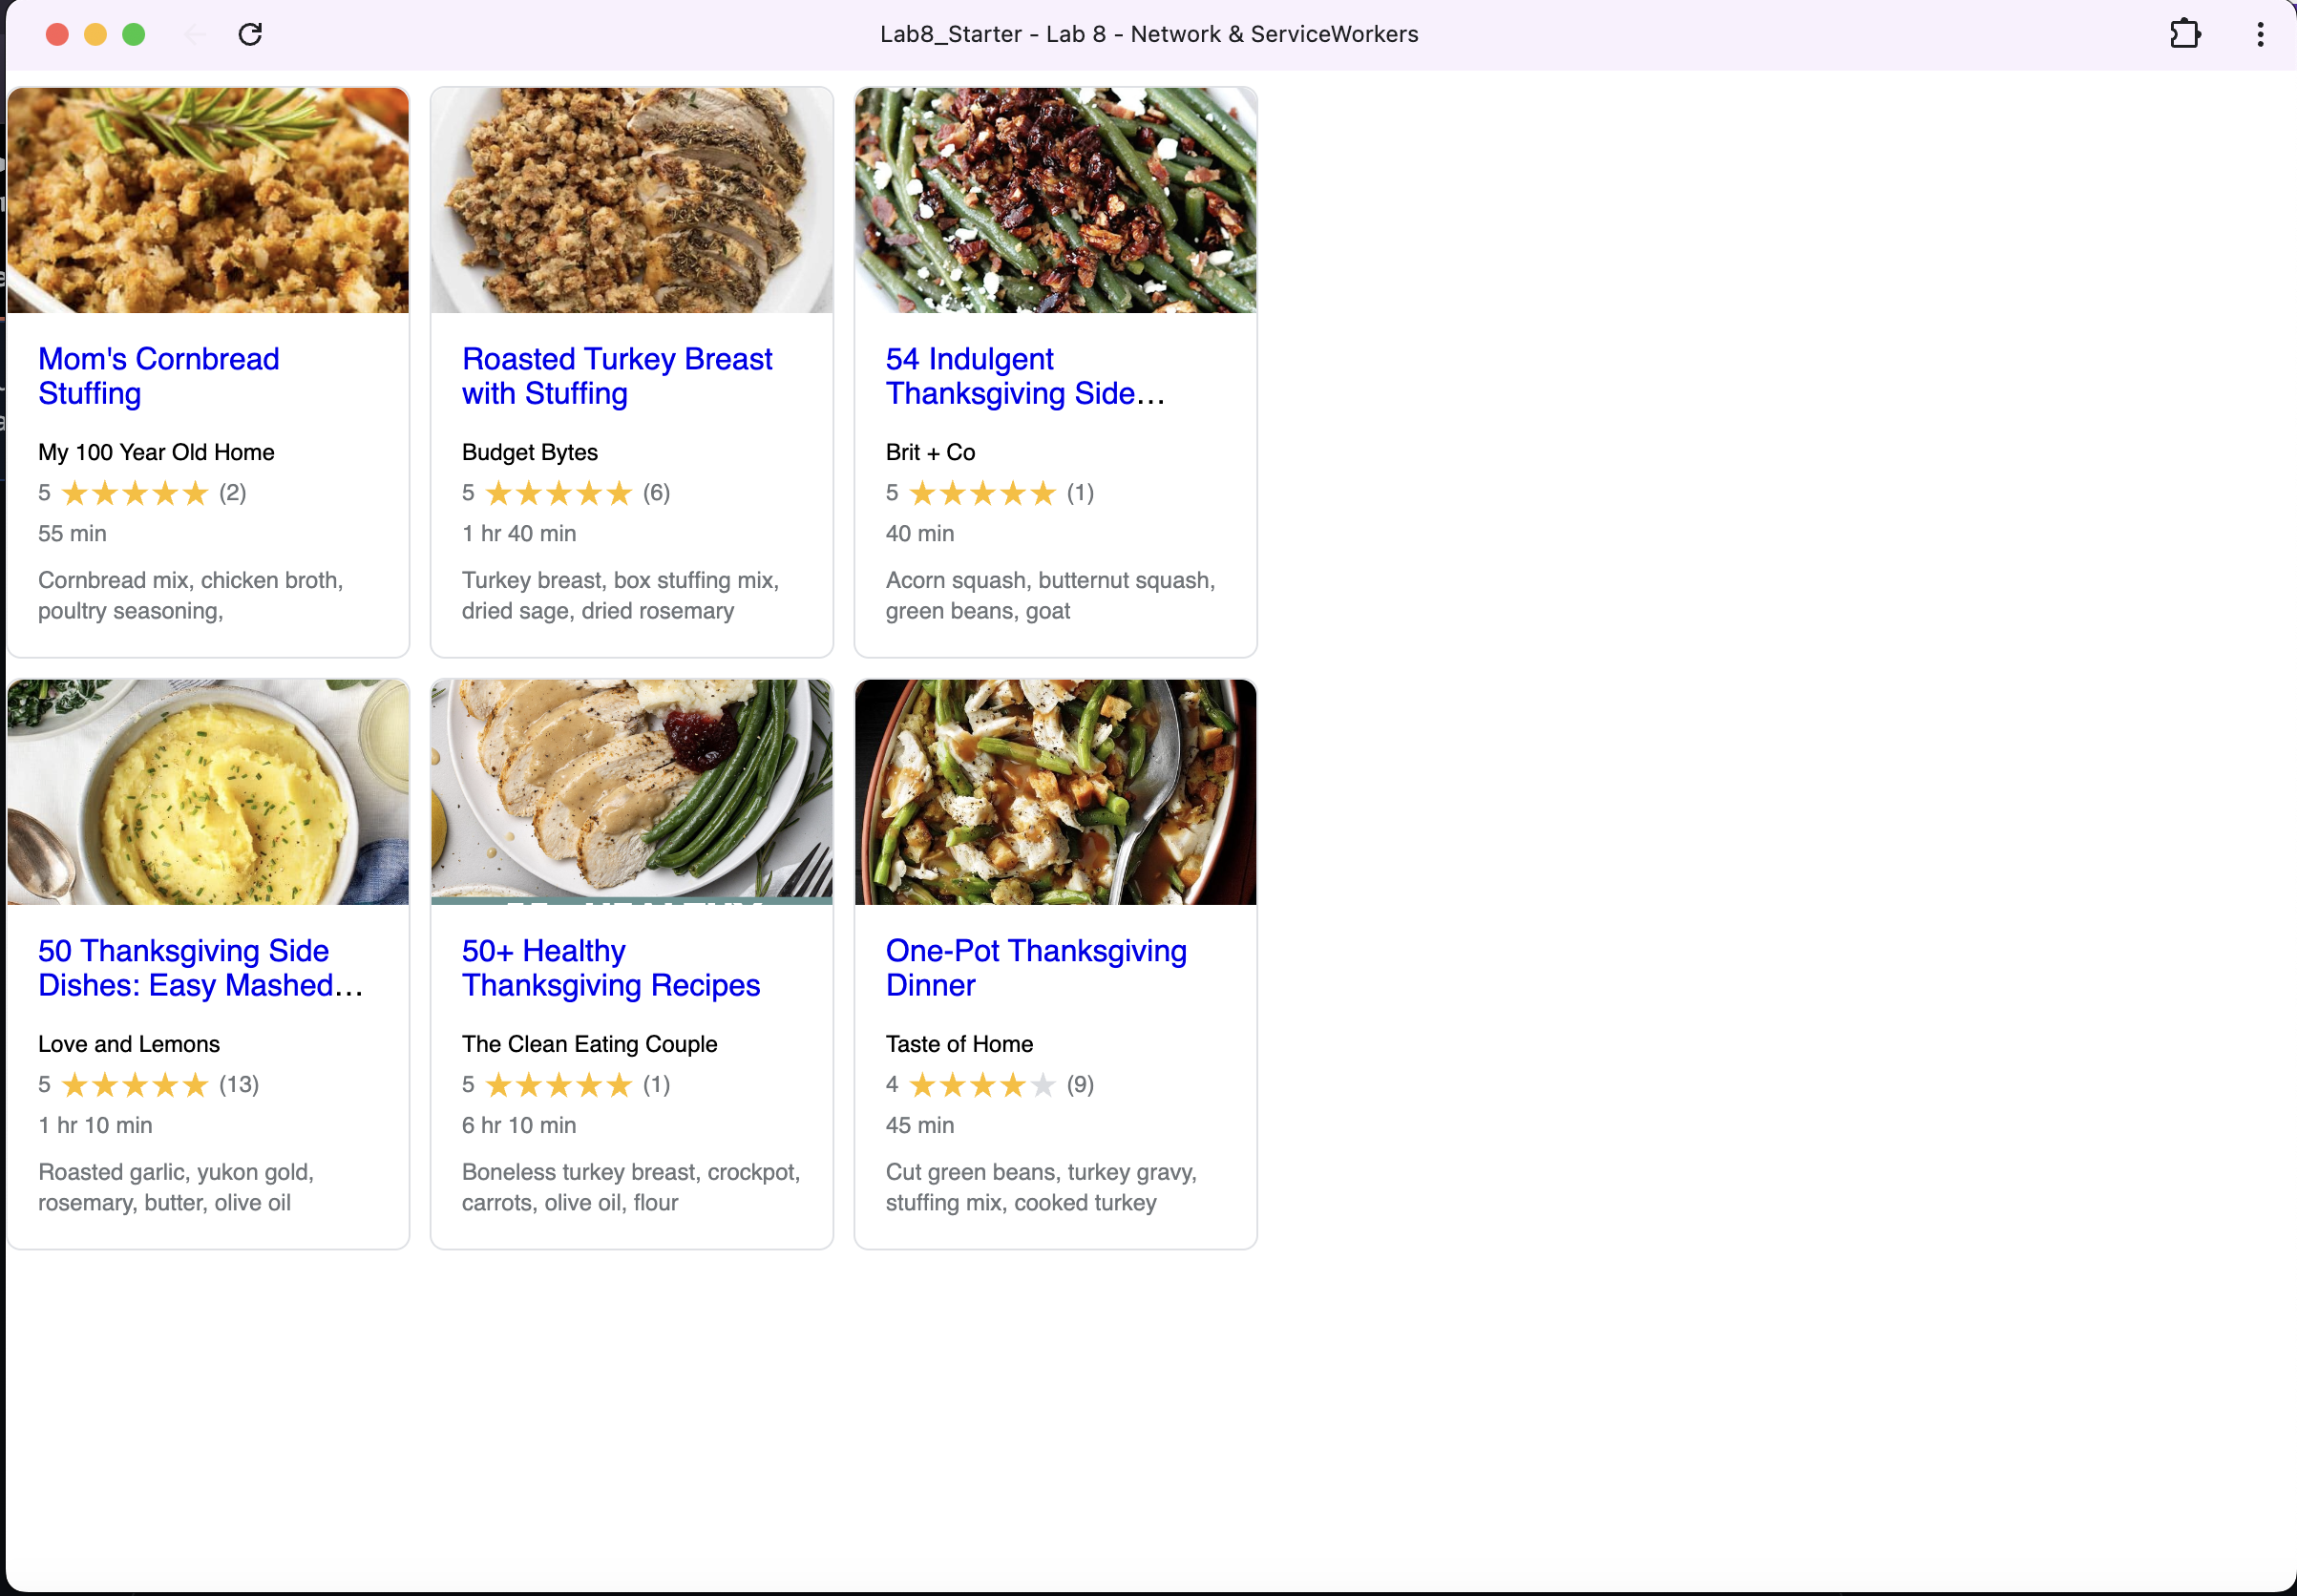 Lab8_Starter - Lab 8 - Network & ServiceWorkers
Mom's Cornbread
Stuffing
My 100 Year Old Home
5 ★★★★★ (2)
55 min
Cornbread mix, chicken broth,
poultry seasoning,
Roasted Turkey Breast
with Stuffing
Budget Bytes
5 ★★★★★ (6)
1 hr 40 min
Turkey breast, box stuffing mix,
dried sage, dried rosemary
54 Indulgent
Thanksgiving Side...
Brit + Co
5 ★★★★★ (1)
40 min
Acorn squash, butternut squash,
green beans, goat
50 Thanksgiving Side
Dishes: Easy Mashed...
Love and Lemons
5 ★★★★★ (13)
1 hr 10 min
Roasted garlic, yukon gold,
rosemary, butter, olive oil
50+ Healthy
Thanksgiving Recipes
The Clean Eating Couple
5 ★★★★★ (1)
6 hr 10 min
Boneless turkey breast, crockpot,
carrots, olive oil, flour
One-Pot Thanksgiving
Dinner
Taste of Home
4 ★★★★★ (9)
45 min
Cut green beans, turkey gravy,
stuffing mix, cooked turkey